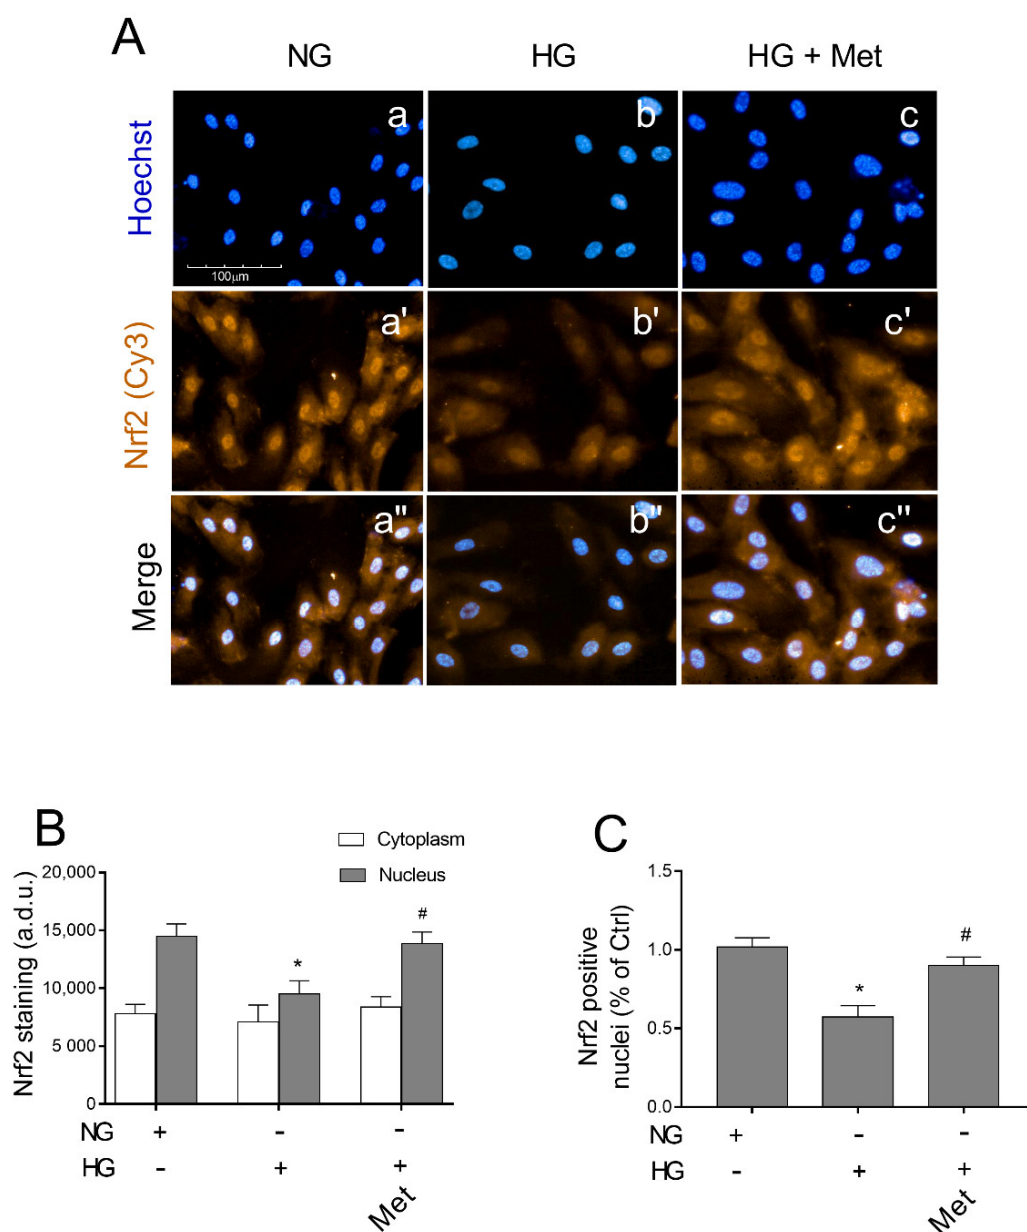 A
NG HG HG + Met
Hoechst
a b c
100µm
Nrf2 (Cy3)
a' b' c'
Merge
a" b" c"
B
Cytoplasm
Nucleus
Nrf2 staining (a.d.u.)
20,000
15,000
10,000
5 000
0
* #
NG + - -
HG - + +
Met
C
Nrf2 positive
nuclei (% of Ctrl)
1.5
1.0
0.5
0.0
* #
NG + - -
HG - + +
Met